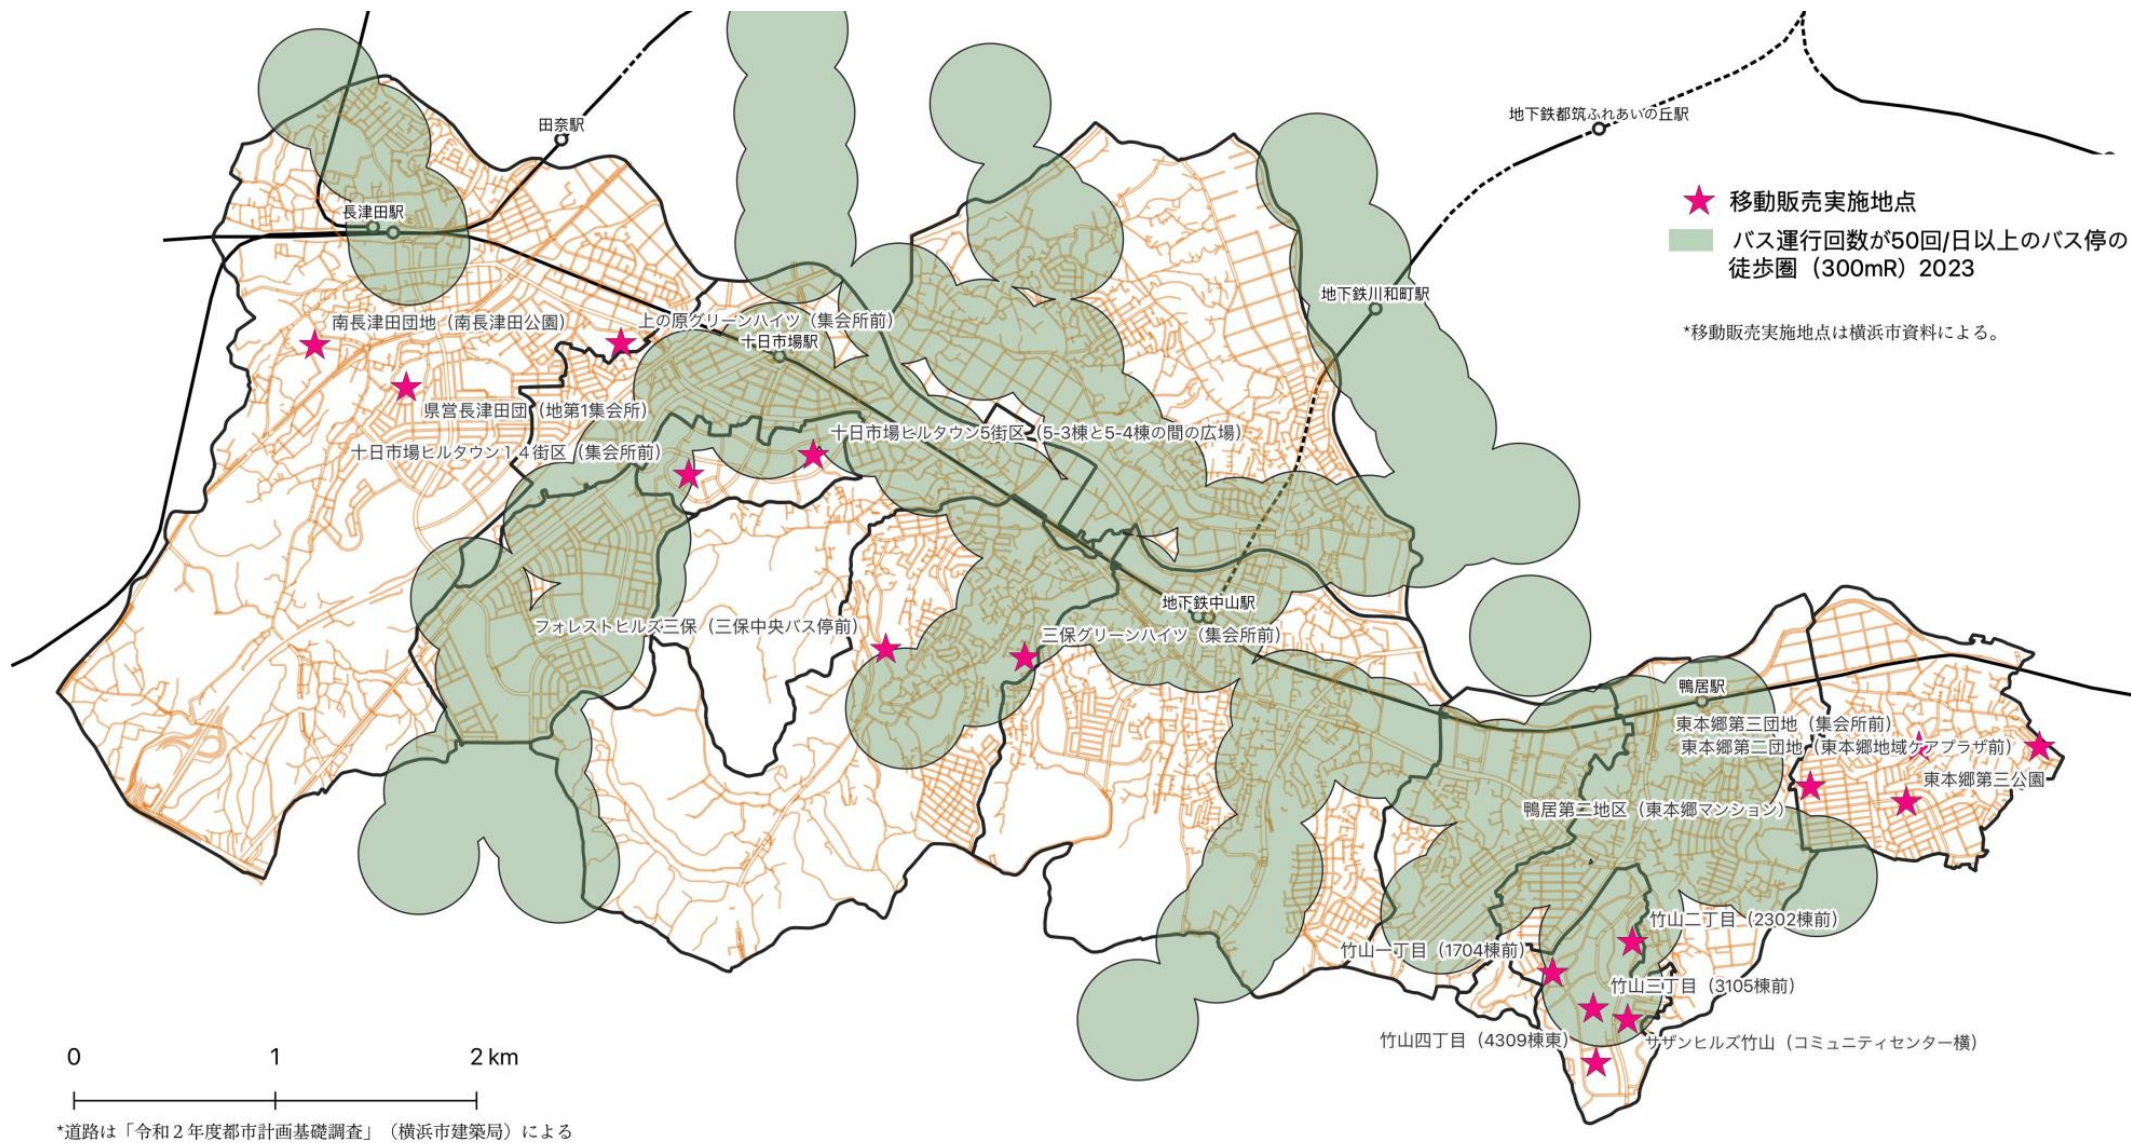 地下鉄都筑ふれあいの丘駅
田奈駅
移動販売実施地点
長津田駅
バス運行回数が50回/日以上のバス停の
徒歩圏（300mR）2023
地下鉄川和町駅
南長津田団地（南長津田公園）
上の原グリーンハイツ（集会所前）
*移動販売実施地点は横浜市資料による。
十日市場駅
県営長津田団（地第1集会所）
十日市場ヒルタウン5街区（5-3棟と5-4棟の間の広場）
十日市場ヒルタウン１４街区（集会所前）
地下鉄中山駅
フォレストヒルズ三保（三保中央バス停前）
三保グリーンハイツ（集会所前）
鴨居駅
東本郷第三団地（集会所前）
東本郷第二団地（東本郷地域ケアプラザ前）
東本郷第三公園
鴨居第二地区（東本郷マンション）
竹山二丁目（2302棟前）
竹山一丁目（1704棟前）
竹山三丁目（3105棟前）
竹山四丁目（4309棟東）
サザンヒルズ竹山（コミュニティセンター横）
0 1 2 km
*道路は「令和２年度都市計画基礎調査」（横浜市建築局）による